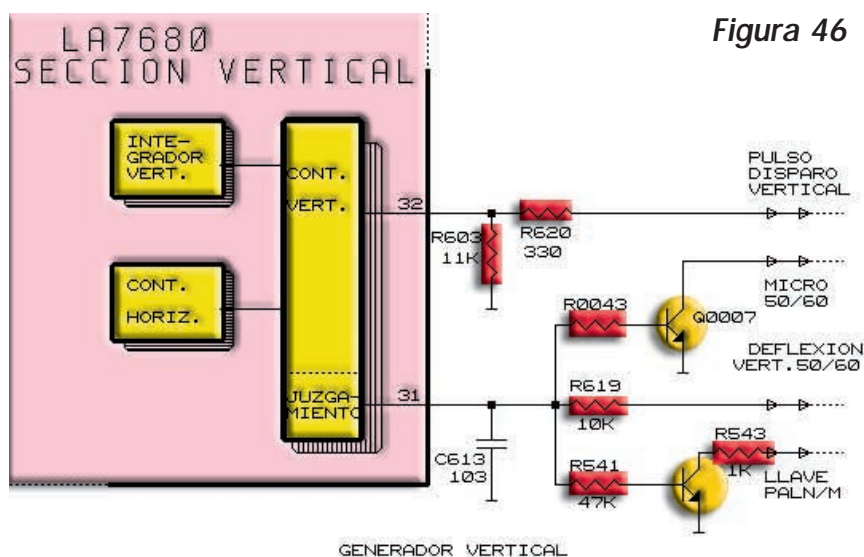 Figura 46
LA7680
SECCION VERTICAL
INTE-
GRADOR
VERT.
CONT.
VERT.
CONT.
HORIZ.
JUZGA-
MIENTO
32
31
R603
11K
R620
330
PULSO
DISPARO
VERTICAL
MICRO
50/60
R0043
Q0007
DEFLEXION
VERT.50/60
R619
10K
C613
103
R541
47K
R543
1K
LLAVE
PALN/M
GENERADOR VERTICAL